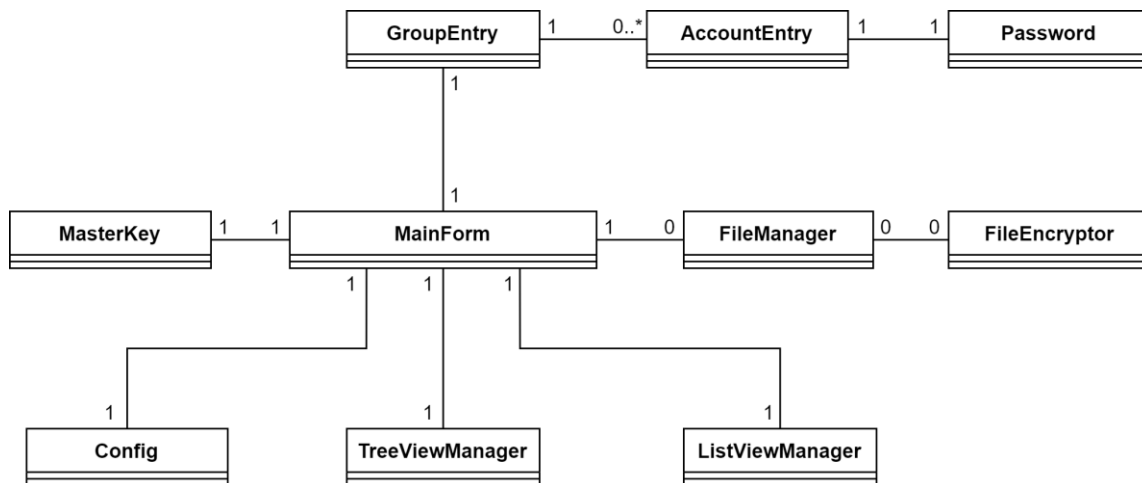 GroupEntry 1 0..* AccountEntry 1 1 Password
1
1
MasterKey 1 1 MainForm 1 0 FileManager 0 0 FileEncryptor
1 1 1
1 1 1
Config TreeViewManager ListViewManager